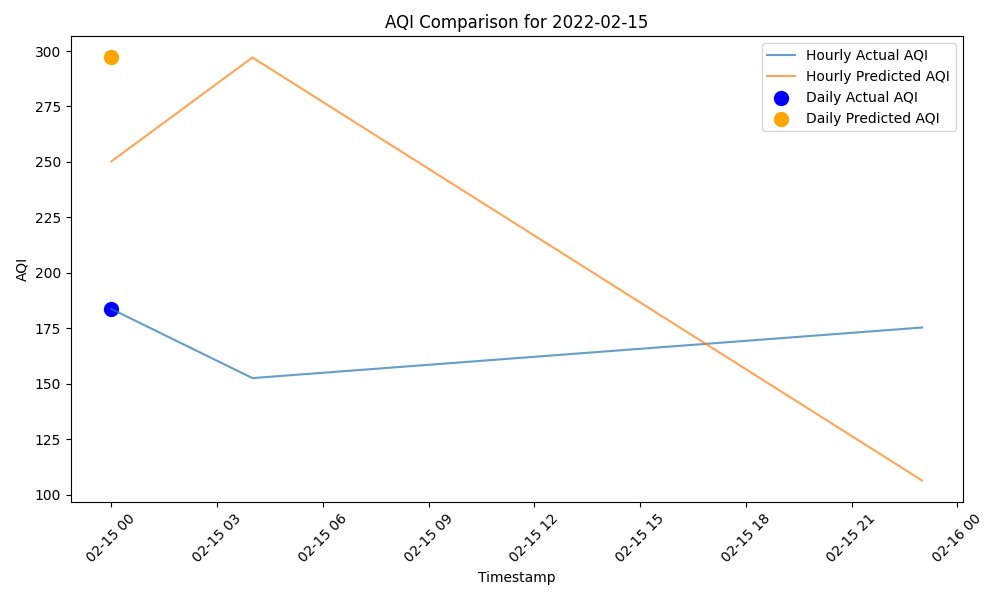 AQI Comparison for 2022-02-15
Hourly Actual AQI
Hourly Predicted AQI
Daily Actual AQI
Daily Predicted AQI
AQI
300
275
250
225
200
175
150
125
100
02-15 00
02-15 03
02-15 06
02-15 09
02-15 12
02-15 15
02-15 18
02-15 21
02-16 00
Timestamp